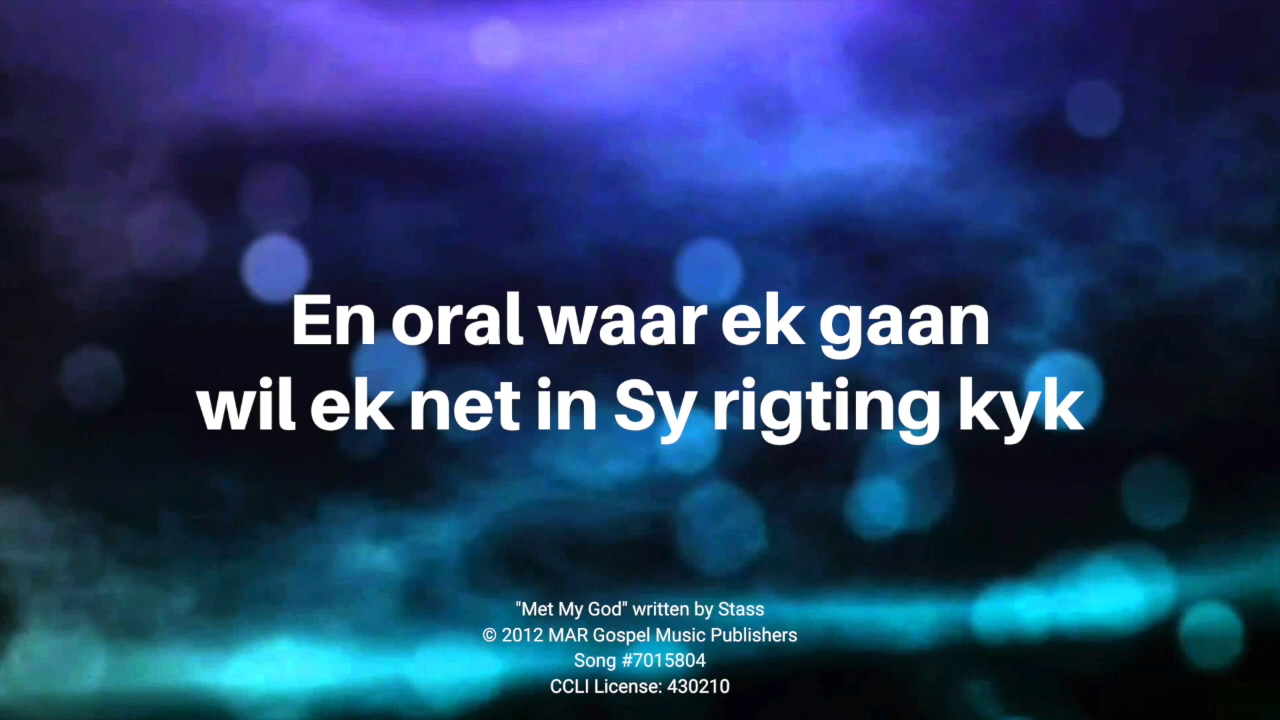 En oral waar ek gaan
wil ek net in Sy rigting kyk
"Met My God" written by Stass
© 2012 MAR Gospel Music Publishers
Song #7015804
CCLI License: 430210